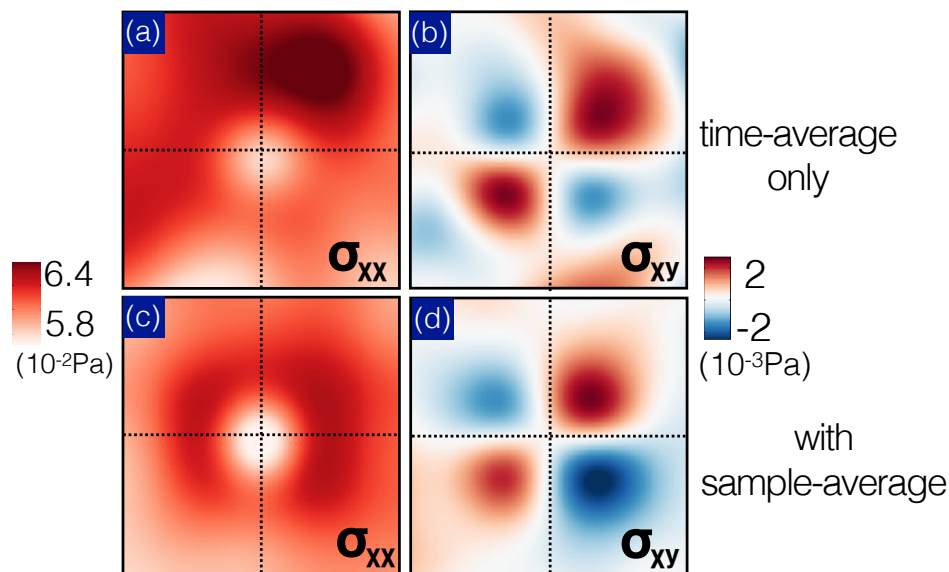 (a)
(b)
σxx
σxy
time-average
only
6.4
5.8
(10⁻²Pa)
2
-2
(10⁻³Pa)
(c)
(d)
σxx
σxy
with
sample-average